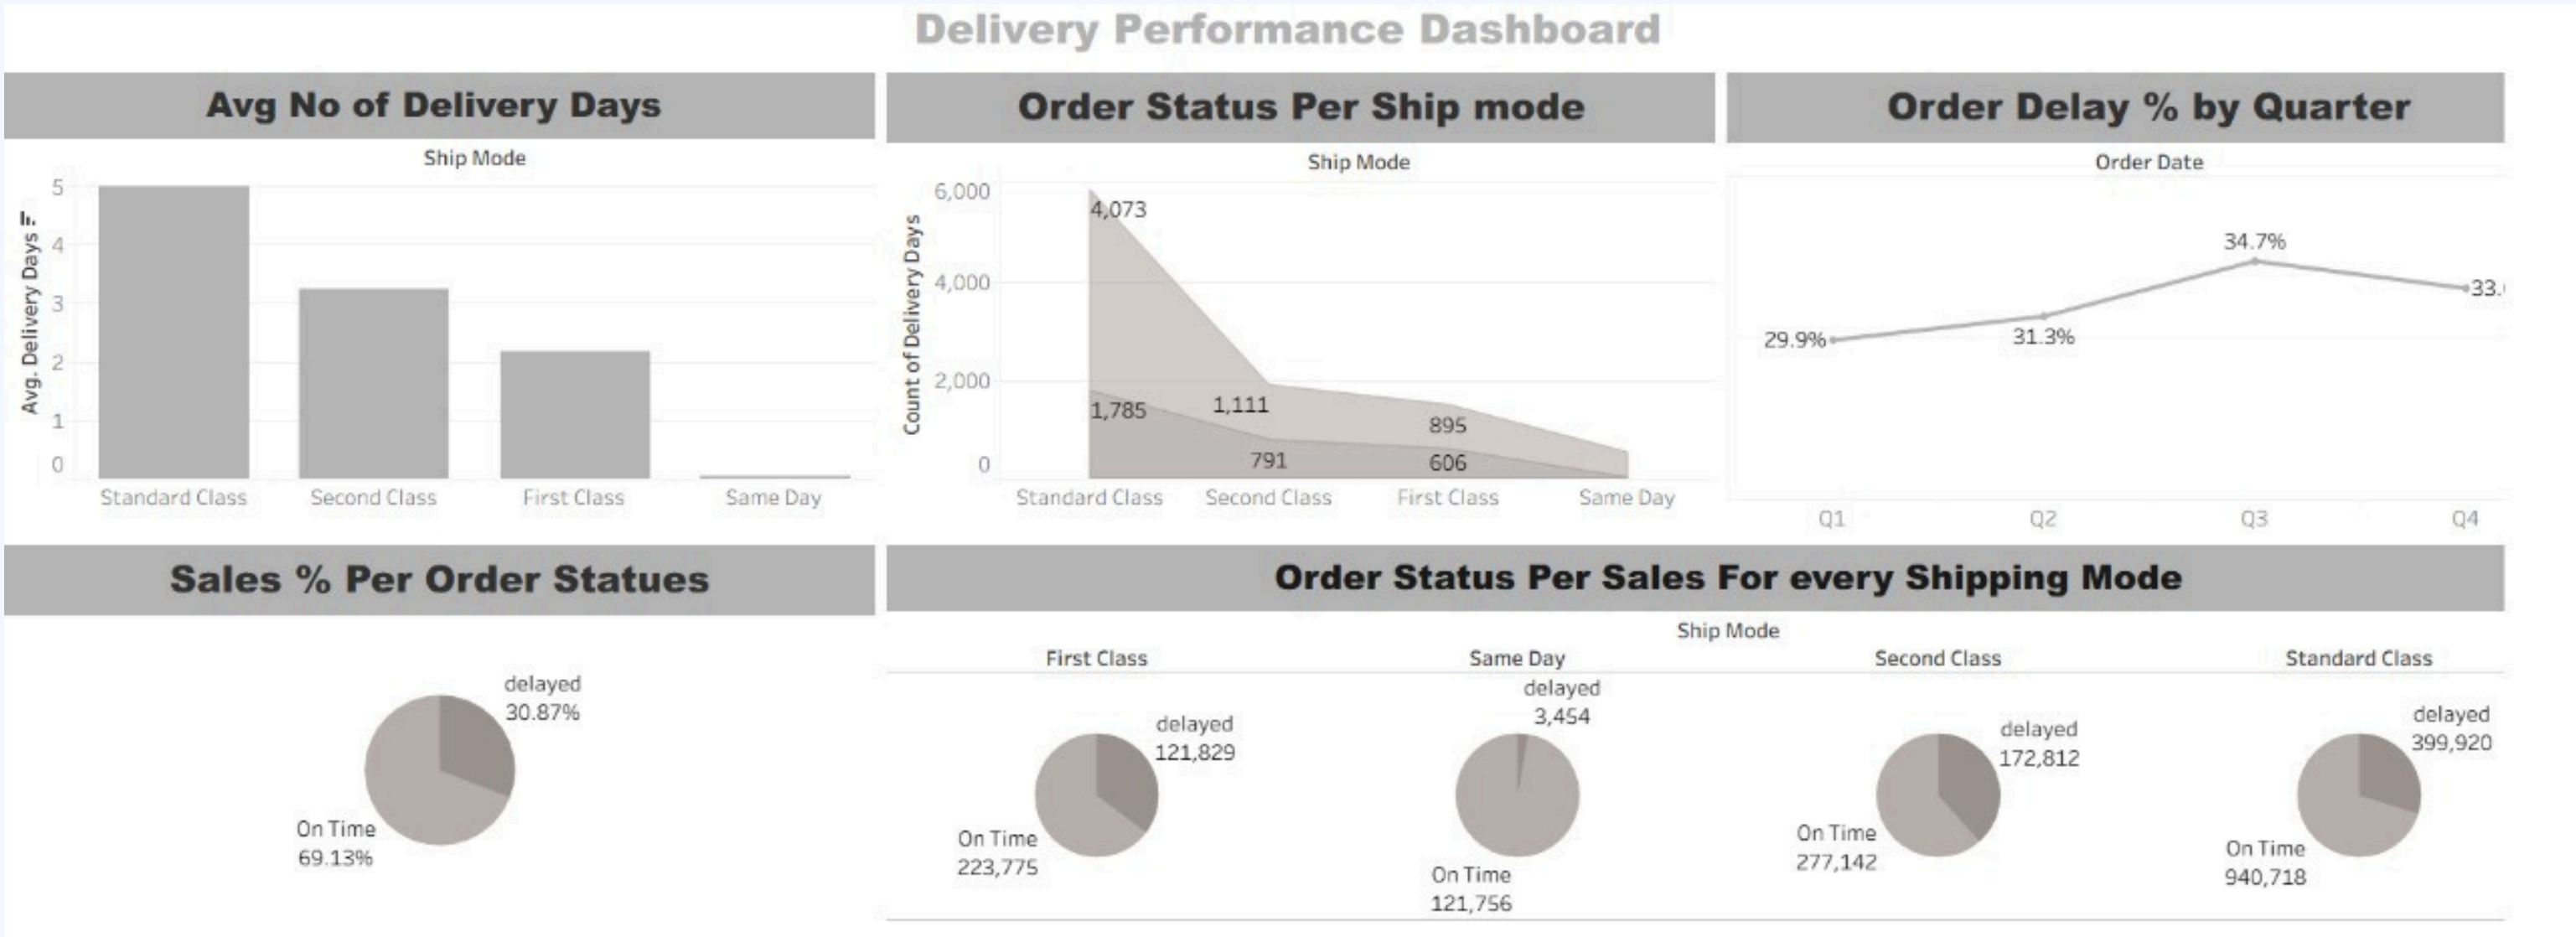 Delivery Performance Dashboard
Avg No of Delivery Days
Ship Mode
Avg. Delivery Days
5
4
3
2
1
0
Standard Class
Second Class
First Class
Same Day
Order Status Per Ship mode
Ship Mode
Count of Delivery Days
6,000
4,000
2,000
0
4,073
1,785
1,111
791
895
606
Standard Class
Second Class
First Class
Same Day
Order Delay % by Quarter
Order Date
29.9%
31.3%
34.7%
33.
Q1
Q2
Q3
Q4
Sales % Per Order Statues
delayed
30.87%
On Time
69.13%
Order Status Per Sales For every Shipping Mode
Ship Mode
First Class
Same Day
Second Class
Standard Class
delayed
121,829
On Time
223,775
delayed
3,454
On Time
121,756
delayed
172,812
On Time
277,142
delayed
399,920
On Time
940,718